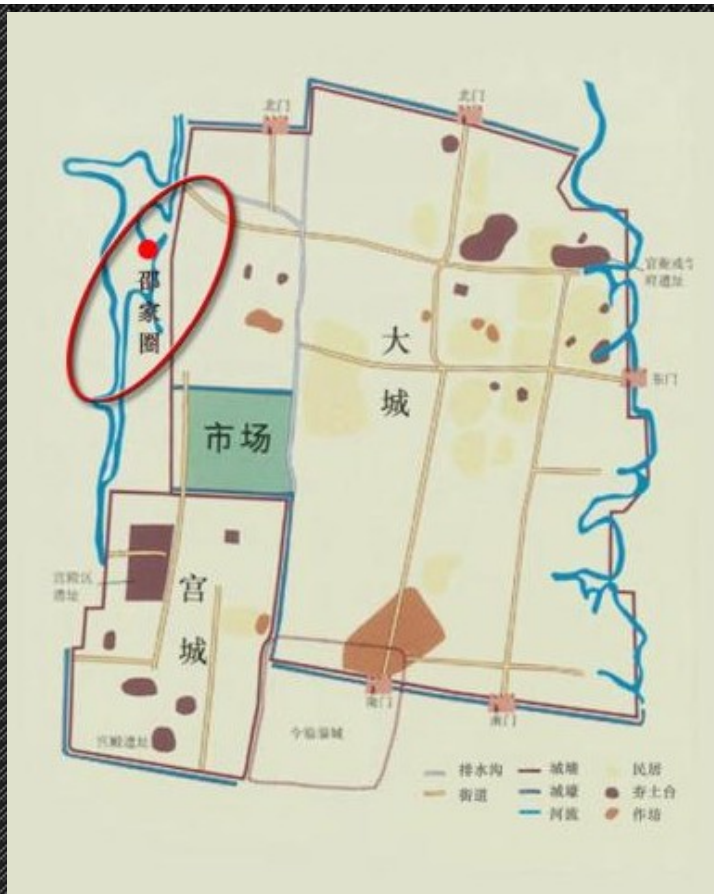 北门
北门
邵家圈
大城
东门
市场
宫殿区
遗址
宫城
南门
南门
宫殿遗址
今临淄城
排水沟
城墙
民居
街道
城壕
夯土台
河流
作坊